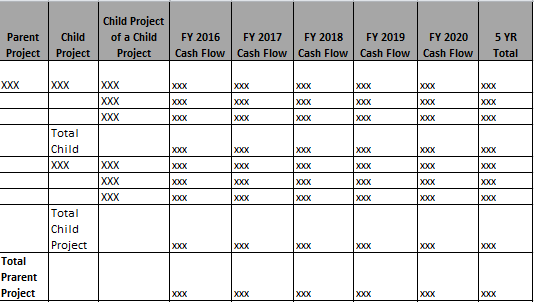 Parent Project Child Project Child Project of a Child Project FY 2016 Cash Flow FY 2017 Cash Flow FY 2018 Cash Flow FY 2019 Cash Flow FY 2020 Cash Flow 5 YR Total
XXX XXX XXX xxx xxx xxx xxx xxx xxx
XXX xxx xxx xxx xxx xxx xxx
XXX xxx xxx xxx xxx xxx xxx
Total Child xxx xxx xxx xxx xxx xxx
XXX XXX xxx xxx xxx xxx xxx xxx
XXX xxx xxx xxx xxx xxx xxx
XXX xxx xxx xxx xxx xxx xxx
Total Child Project xxx xxx xxx xxx xxx xxx
Total Prarent Project xxx xxx xxx xxx xxx xxx